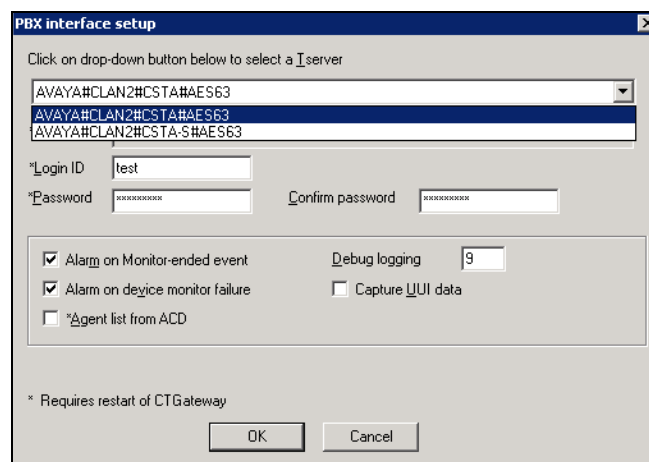 PBX interface setup
Click on drop-down button below to select a Tserver
AVAYA#CLAN2#CSTA#AES63
AVAYA#CLAN2#CSTA#AES63
AVAYA#CLAN2#CSTA-S#AES63
*Login ID test
*Password ********* Confirm password *********
Alarm on Monitor-ended event Debug logging 9
Alarm on device monitor failure Capture UUI data
*Agent list from ACD
* Requires restart of CTGateway
OK Cancel